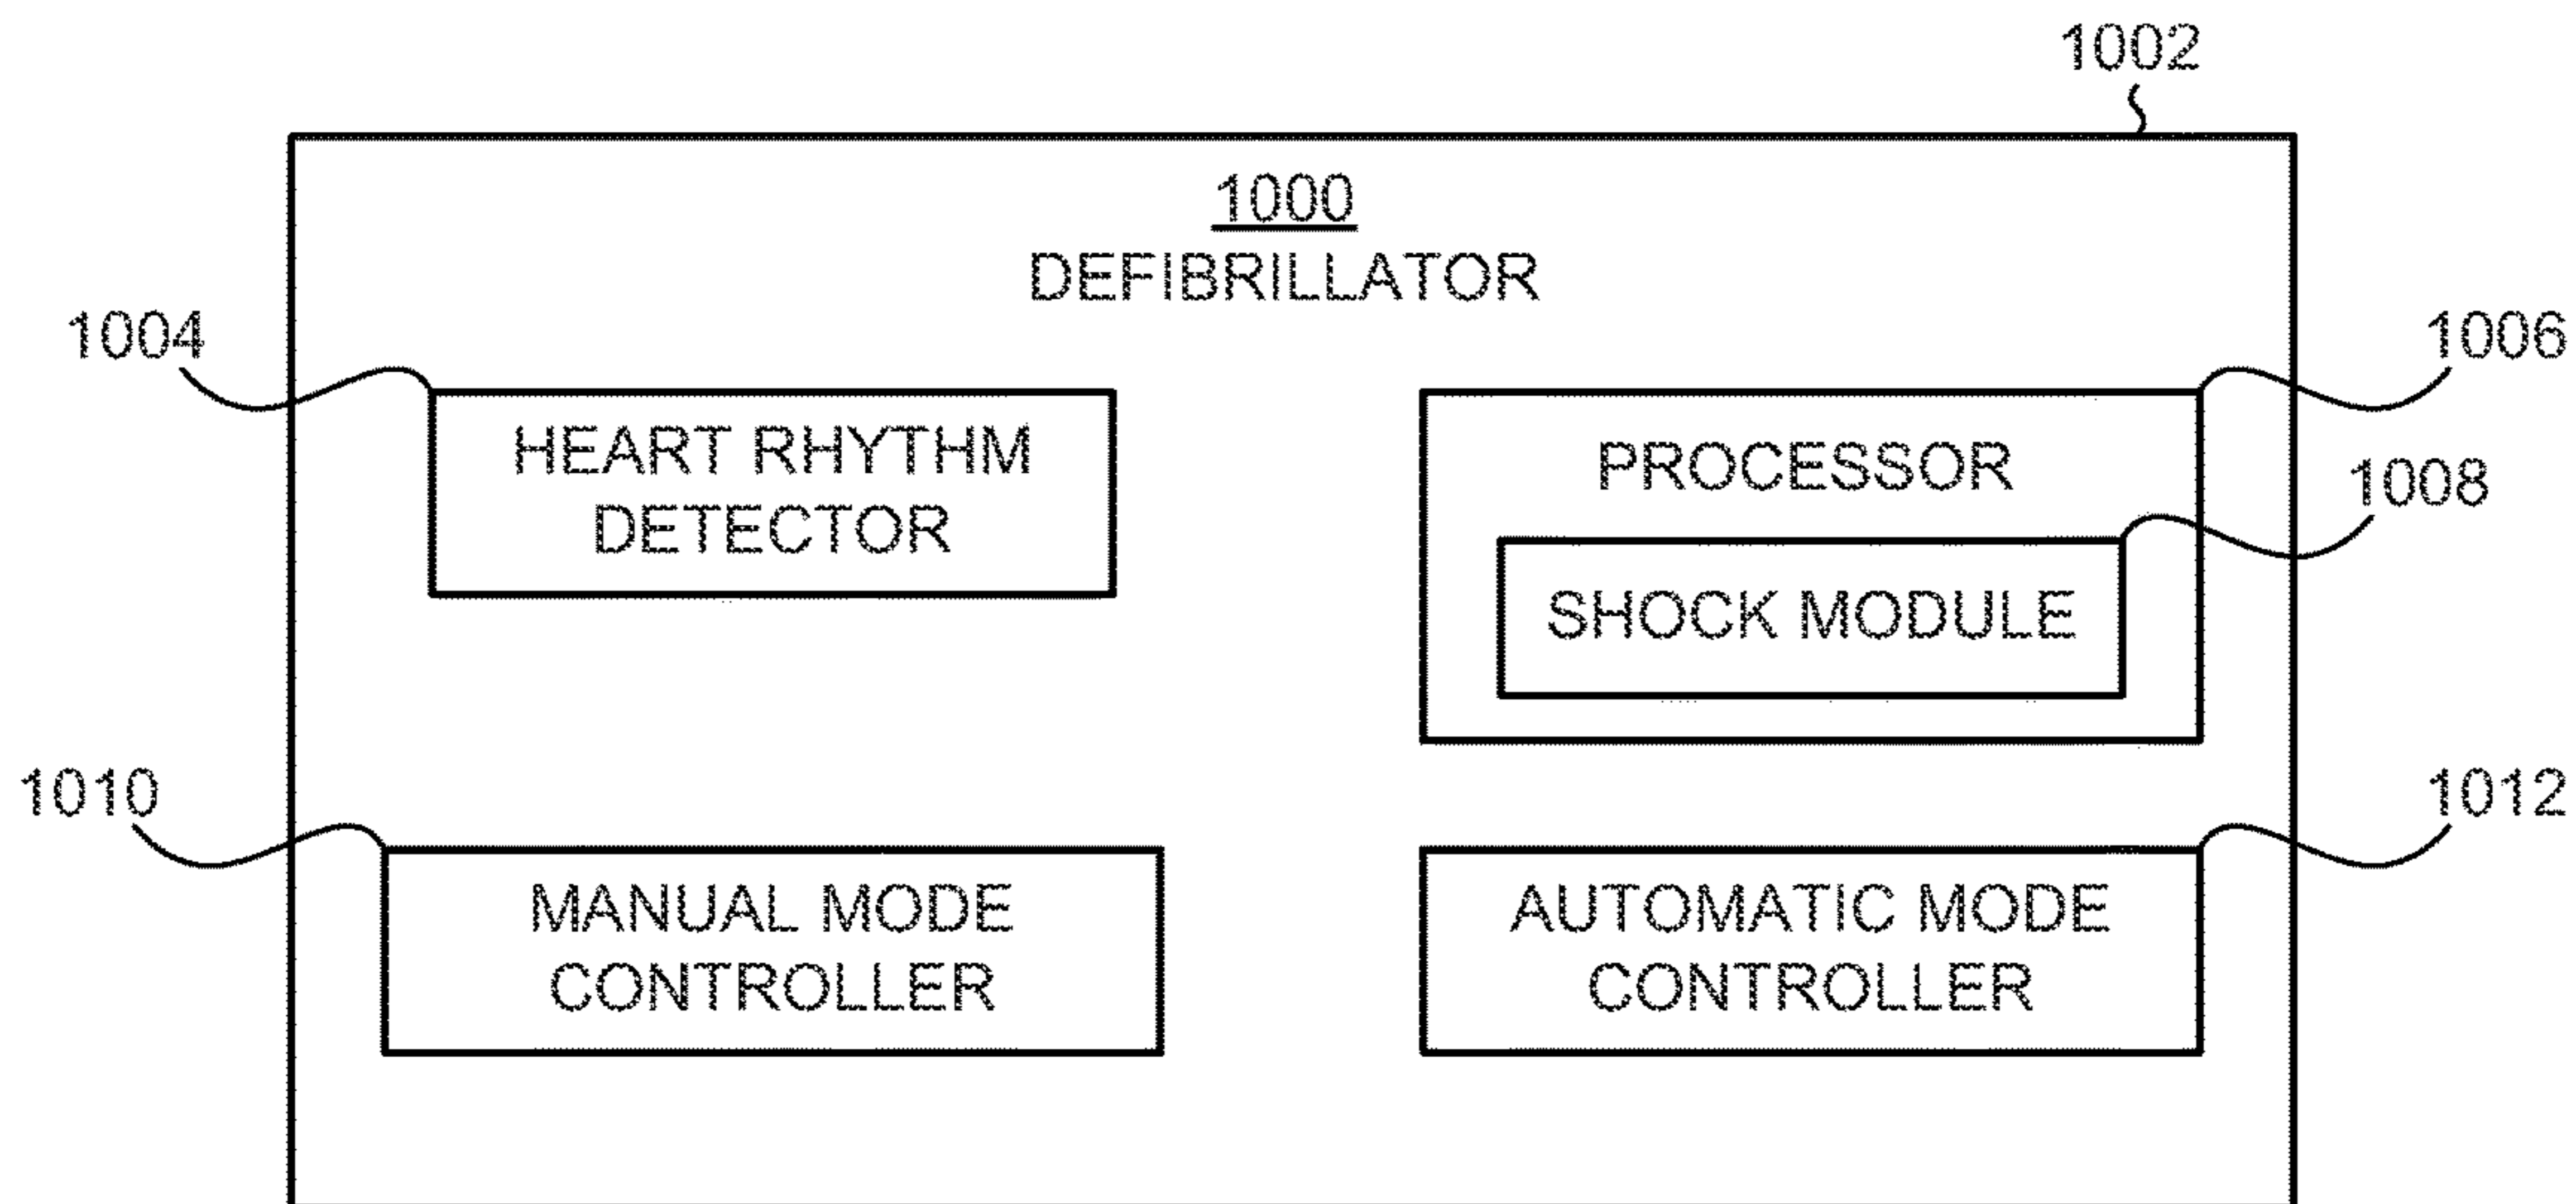 1002
1000
DEFIBRILLATOR
1004
1006
HEART RHYTHM
DETECTOR
PROCESSOR
1008
SHOCK MODULE
1010
1012
MANUAL MODE
CONTROLLER
AUTOMATIC MODE
CONTROLLER